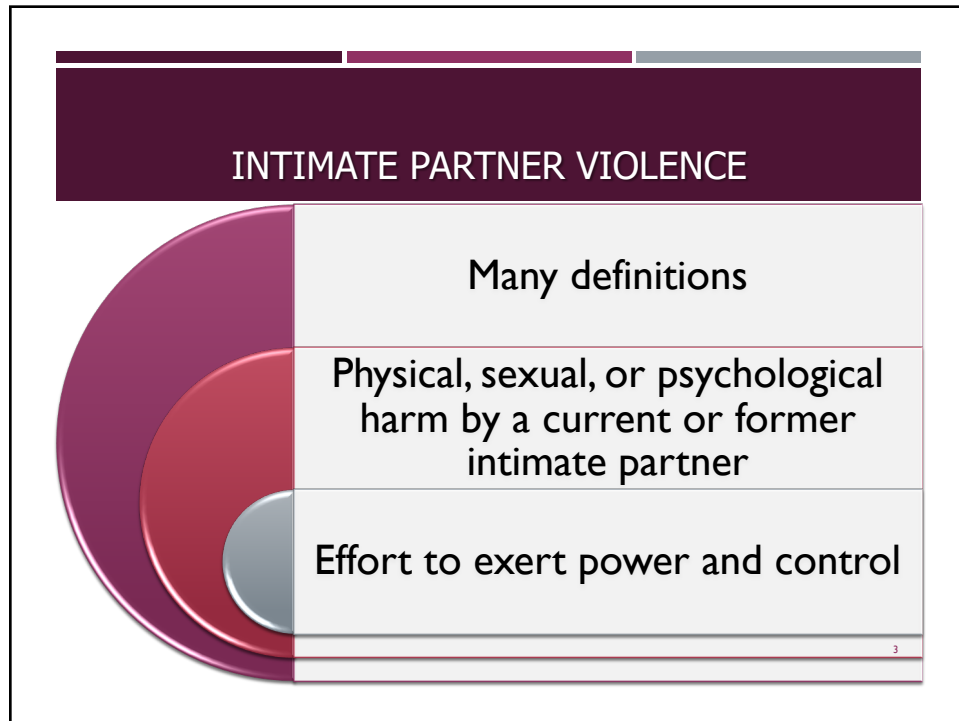 INTIMATE PARTNER VIOLENCE
Many definitions
Physical, sexual, or psychological
harm by a current or former
intimate partner
Effort to exert power and control
3